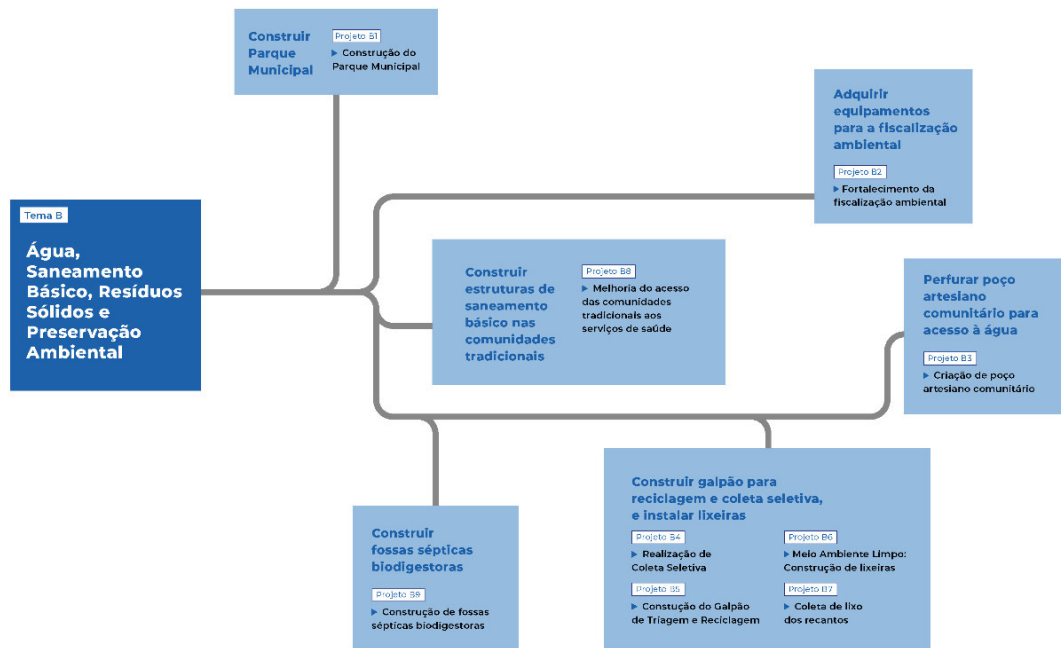 Construir
Parque
Municipal
Projeto B1
► Construção do
Parque Municipal
Adquirir
equipamentos
para a fiscalização
ambiental
Projeto B2
► Fortalecimento da
fiscalização ambiental
Tema B
Água,
Saneamento
Básico, Resíduos
Sólidos e
Preservação
Ambiental
Construir
estruturas de
saneamento
básico nas
comunidades
tradicionais
Projeto B8
► Melhoria do acesso
das comunidades
tradicionais aos
serviços de saúde
Perfurar poço
artesiano
comunitário para
acesso à água
Projeto B3
► Criação de poço
artesiano comunitário
Construir
fossas sépticas
biodigestoras
Projeto B9
► Construção de fossas
sépticas biodigestoras
Construir galpão para
reciclagem e coleta seletiva,
e instalar lixeiras
Projeto B4
► Realização de
Coleta Seletiva
Projeto B6
► Meio Ambiente Limpo:
Construção de lixeiras
Projeto B5
► Constução do Galpão
de Triagem e Reciclagem
Projeto B7
► Coleta de lixo
dos recantos